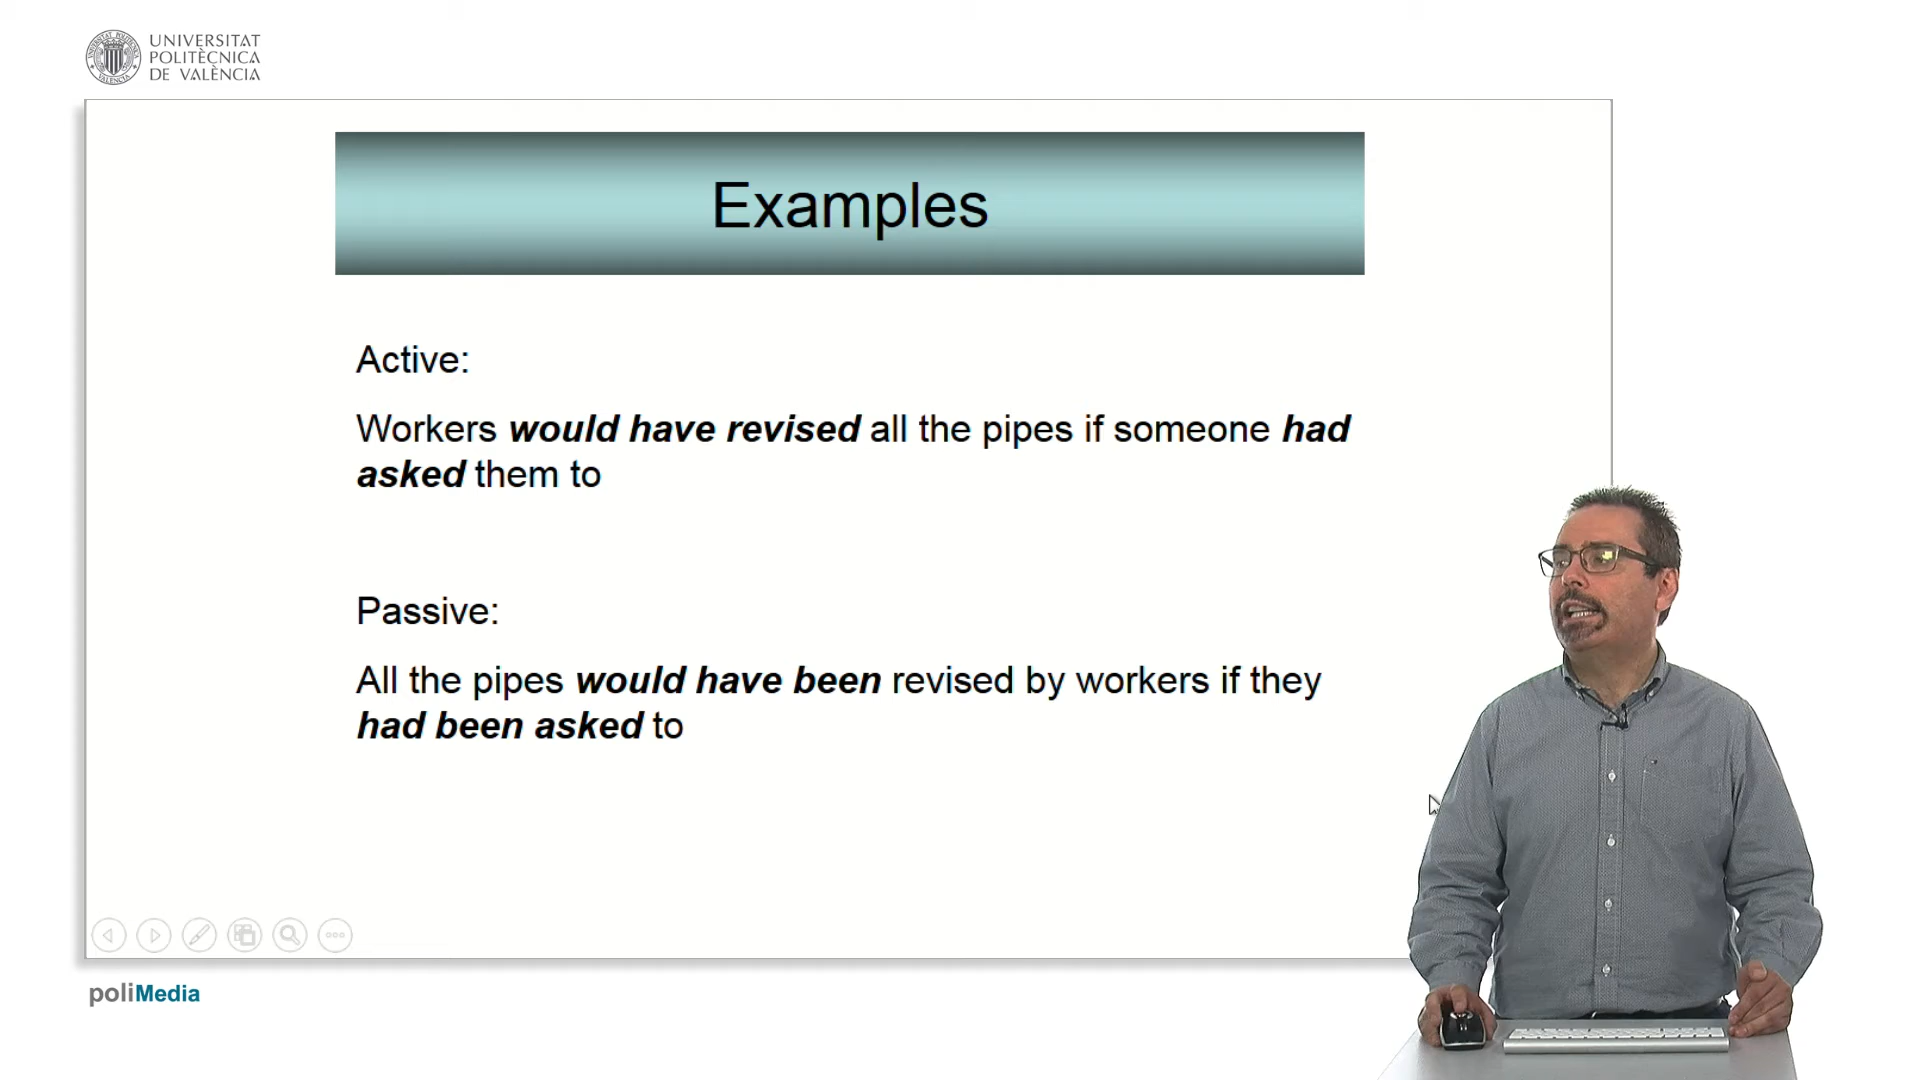 UNIVERSITAT
POLITÈCNICA
DE VALÈNCIA
Examples
Active:
Workers would have revised all the pipes if someone had
asked them to
Passive:
All the pipes would have been revised by workers if they
had been asked to
poliMedia